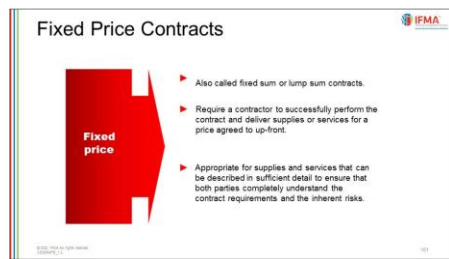 Fixed Price Contracts
IFMA
Also called fixed sum or lump sum contracts.
Require a contractor to successfully perform the
contract and deliver supplies or services for a
price agreed to up-front.
Fixed
price
Appropriate for supplies and services that can
be described in sufficient detail to ensure that
both parties completely understand the
contract requirements and the inherent risks.